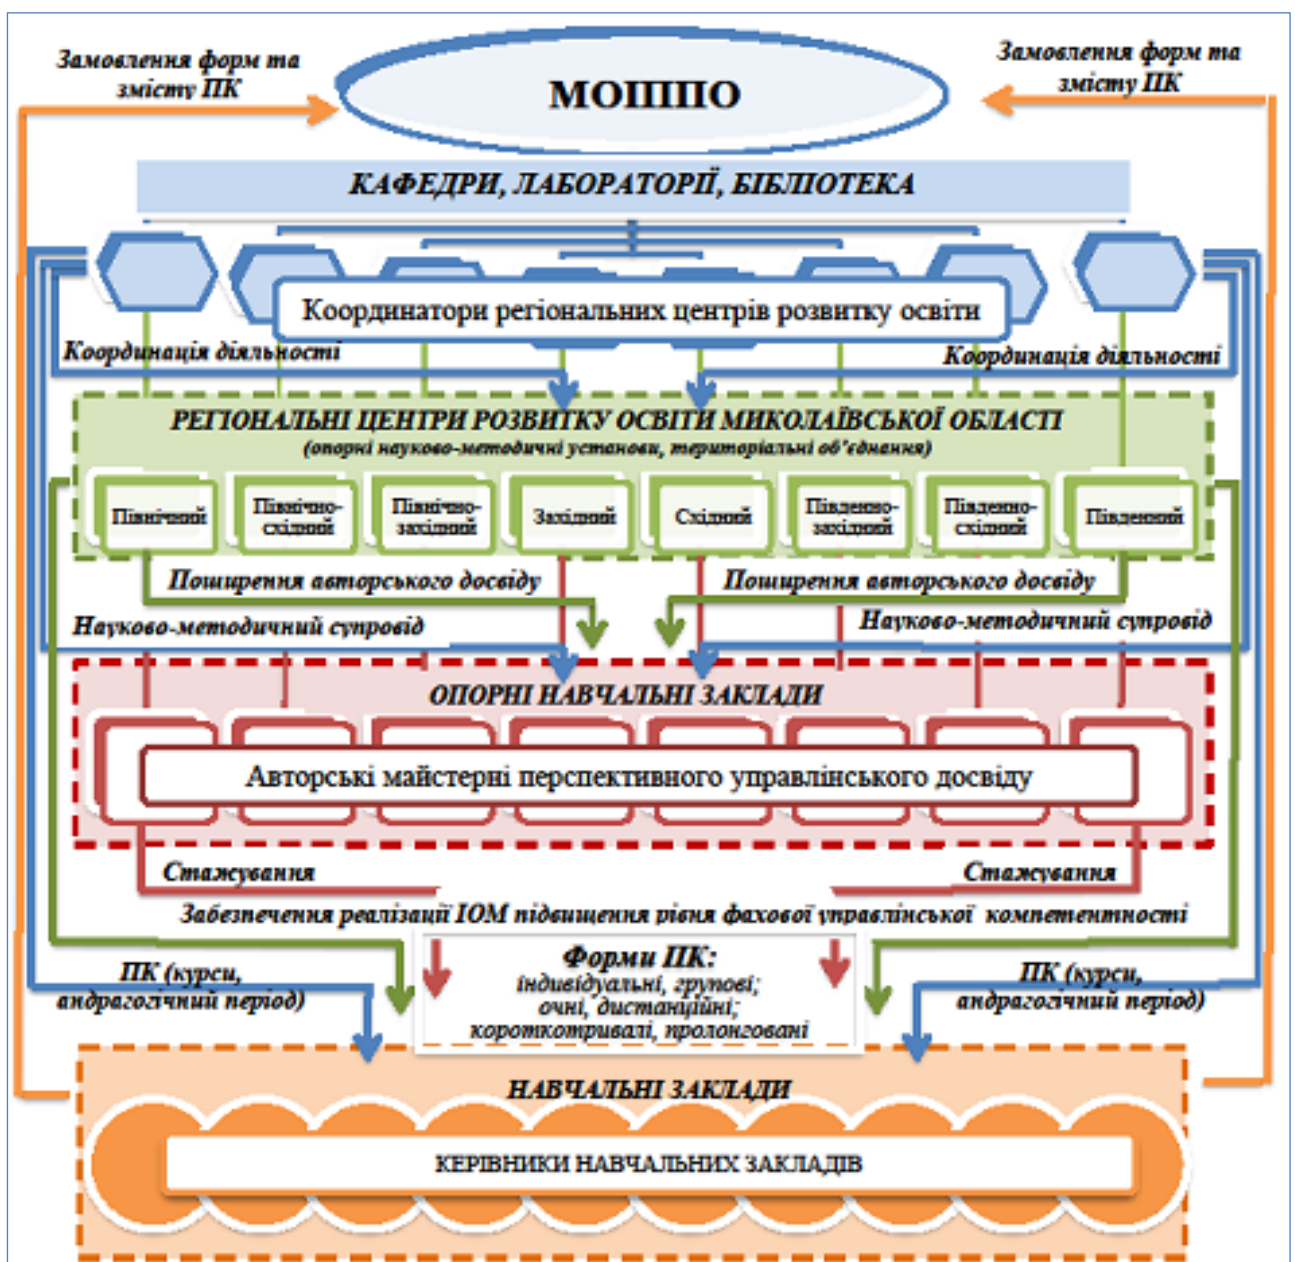 Замовлення форм та
змісту ПК
Замовлення форм та
змісту ПК
МОІППО
КАФЕДРИ, ЛАБОРАТОРІЇ, БІБЛІОТЕКА
Координатори регіональних центрів розвитку освіти
Координація діяльності
Координація діяльності
РЕГІОНАЛЬНІ ЦЕНТРИ РОЗВИТКУ ОСВІТИ МИКОЛАЇВСЬКОЇ ОБЛАСТІ
(опорні науково-методичні установи, територіальні об’єднання)
Північний
Північно-
східний
Північно-
західний
Західний
Східний
Південно-
західний
Південно-
східний
Південний
Поширення авторського досвіду
Поширення авторського досвіду
Науково-методичний супровід
Науково-методичний супровід
ОПОРНІ НАВЧАЛЬНІ ЗАКЛАДИ
Авторські майстерні перспективного управлінського досвіду
Стажування
Стажування
Забезпечення реалізації ІОМ підвищення рівня фахової управлінської компетентності
ПК (курси,
андрагогічний період)
Форми ПК:
індивідуальні, групові;
очні, дистанційні;
короткотривалі, пролонговані
ПК (курси,
андрагогічний період)
НАВЧАЛЬНІ ЗАКЛАДИ
КЕРІВНИКИ НАВЧАЛЬНИХ ЗАКЛАДІВ